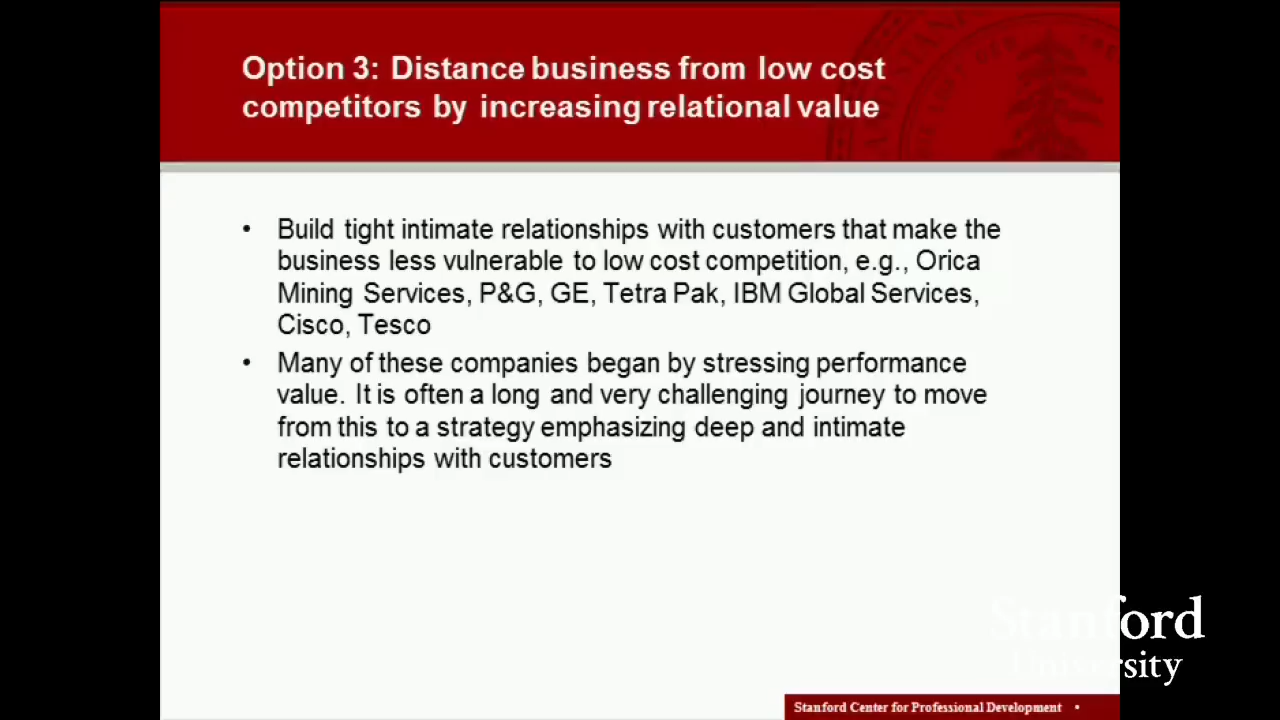 Option 3: Distance business from low cost
competitors by increasing relational value
• Build tight intimate relationships with customers that make the
business less vulnerable to low cost competition, e.g., Orica
Mining Services, P&G, GE, Tetra Pak, IBM Global Services,
Cisco, Tesco
• Many of these companies began by stressing performance
value. It is often a long and very challenging journey to move
from this to a strategy emphasizing deep and intimate
relationships with customers
Stanford
University
Stanford Center for Professional Development •